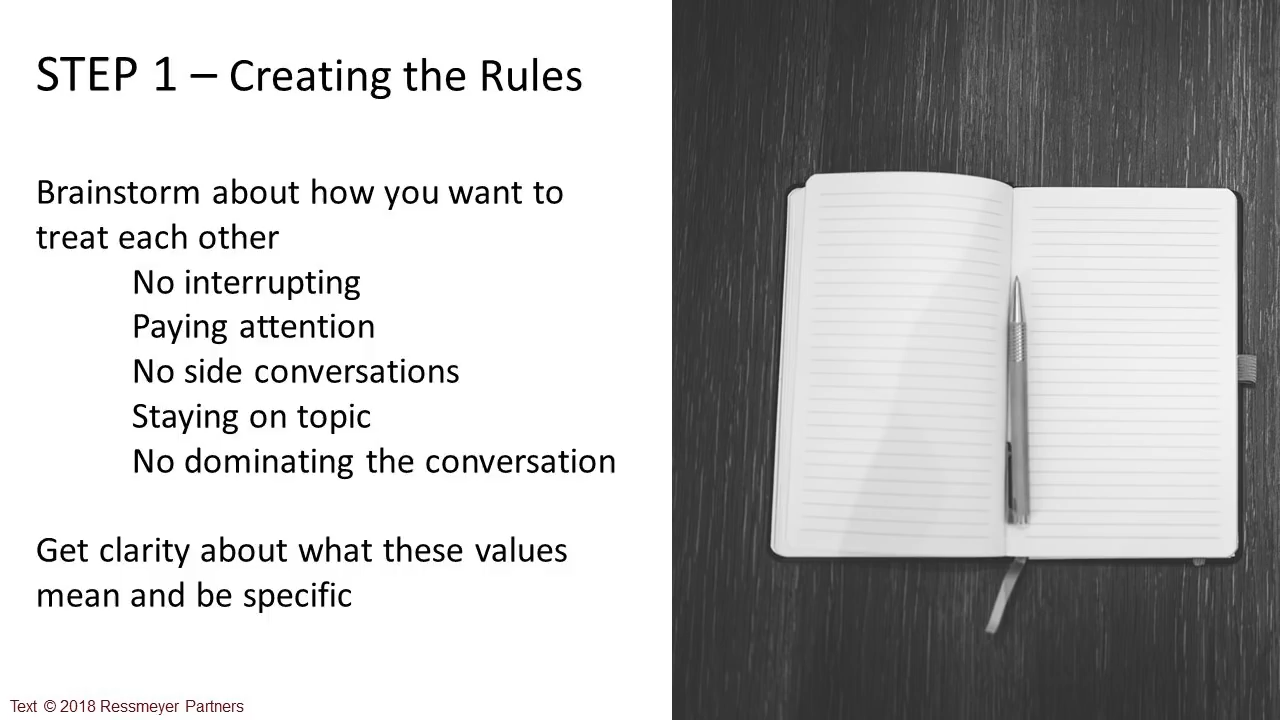 STEP 1 – Creating the Rules
Brainstorm about how you want to
treat each other
No interrupting
Paying attention
No side conversations
Staying on topic
No dominating the conversation
Get clarity about what these values
mean and be specific
Text © 2018 Ressmeyer Partners